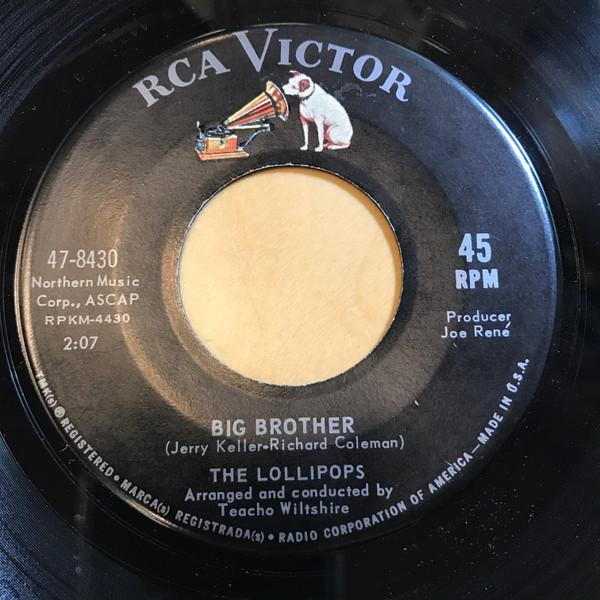 RCA VICTOR
47-8430
Northern Music
Corp., ASCAP
RPKM-4430
2:07
45
RPM
Producer
Joe René
BIG BROTHER
(Jerry Keller-Richard Coleman)
THE LOLLIPOPS
Arranged and conducted by
Teacho Wiltshire
TMK(s) ® REGISTERED • MARCA(s) REGISTRADA(s) • RADIO CORPORATION OF AMERICA—MADE IN U.S.A.